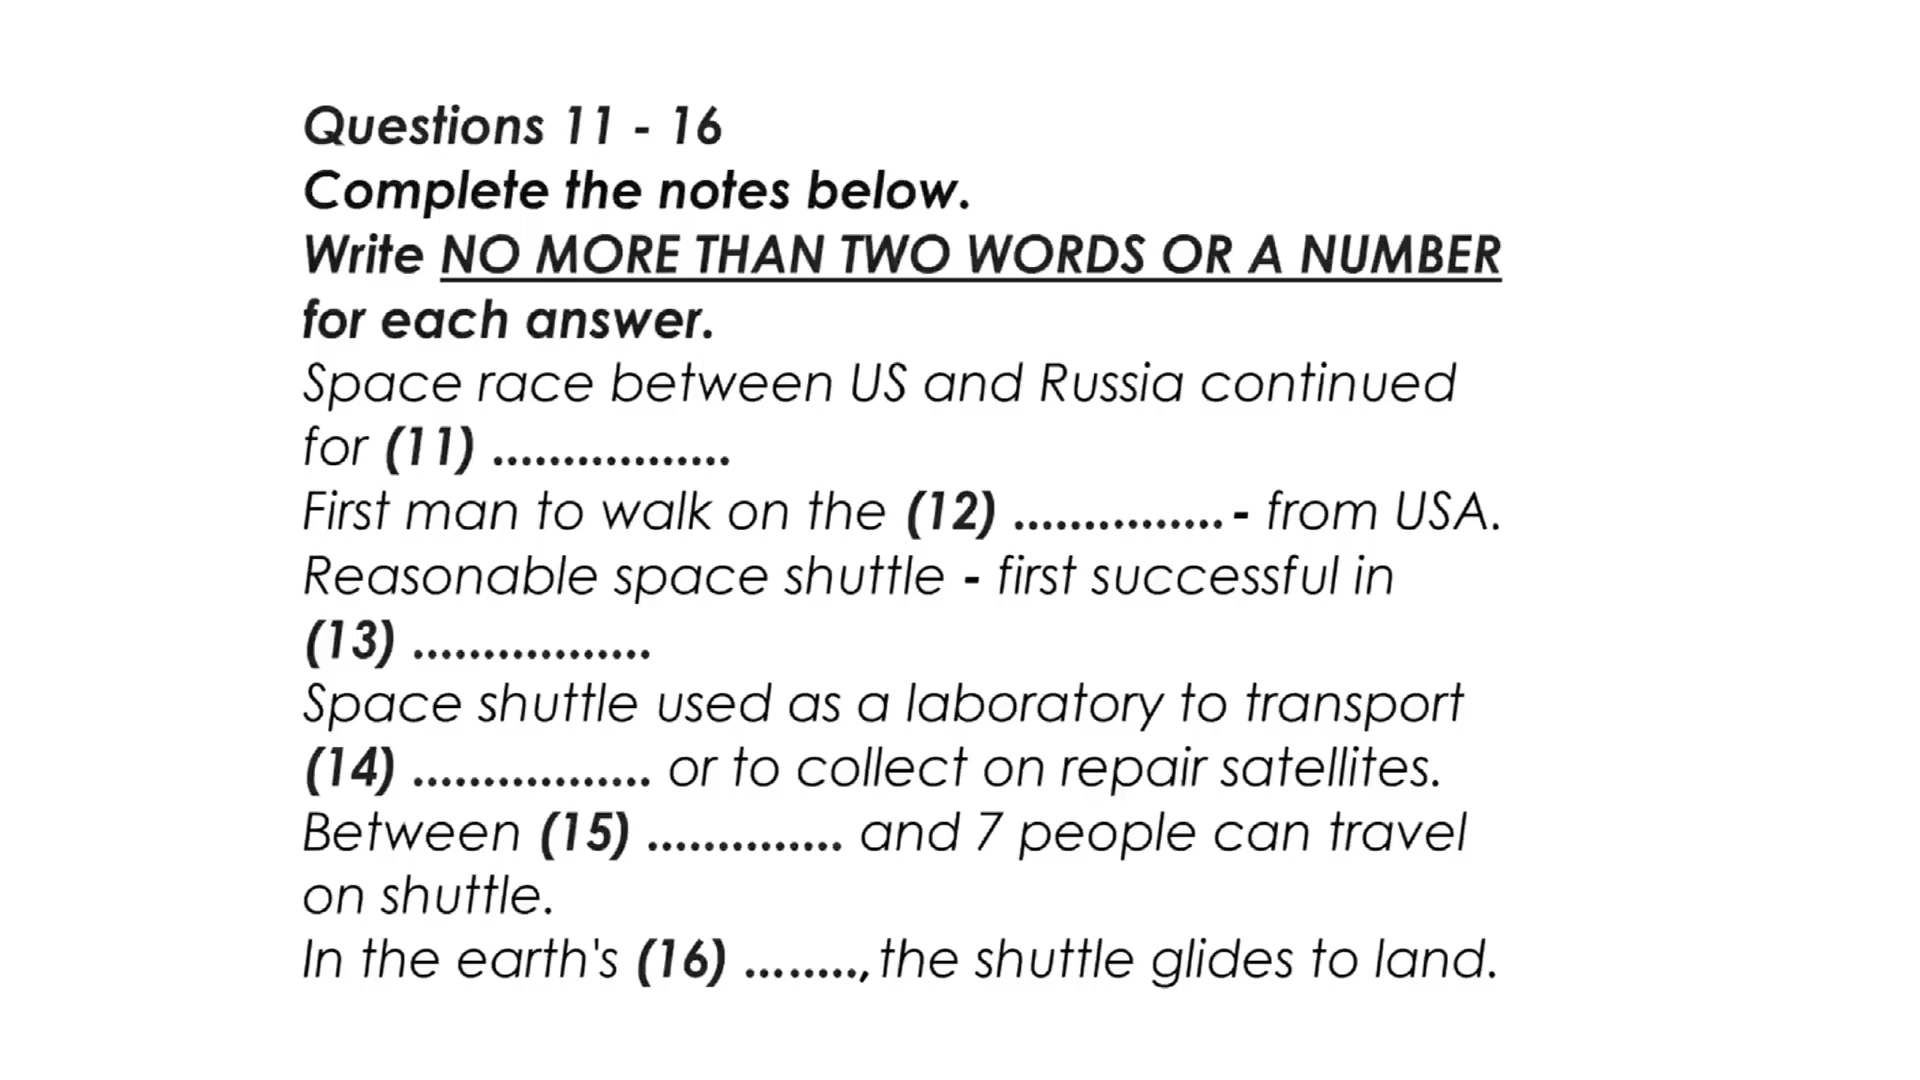 Questions 11 - 16
Complete the notes below.
Write NO MORE THAN TWO WORDS OR A NUMBER
for each answer.
Space race between US and Russia continued
for (11) .................
First man to walk on the (12) ............... - from USA.
Reasonable space shuttle - first successful in
(13) .................
Space shuttle used as a laboratory to transport
(14) ................. or to collect on repair satellites.
Between (15) .............. and 7 people can travel
on shuttle.
In the earth's (16) ........, the shuttle glides to land.